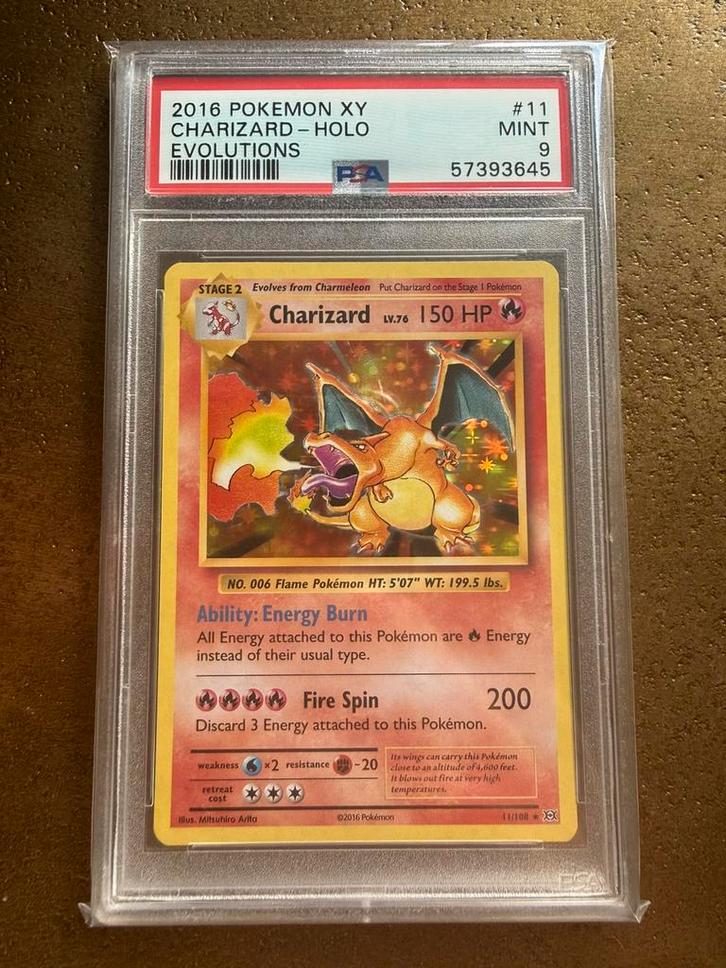 2016 POKEMON XY #11
CHARIZARD-HOLO MINT
EVOLUTIONS 9
PSA 57393645
STAGE 2 Evolves from Charmeleon Put Charizard on the Stage 1 Pokémon
Charizard LV.76 150 HP
NO. 006 Flame Pokémon HT: 5'07" WT: 199.5 lbs.
Ability: Energy Burn
All Energy attached to this Pokémon are Energy
instead of their usual type.
Fire Spin 200
Discard 3 Energy attached to this Pokémon.
weakness ×2 resistance -20
retreat
cost
Its wings can carry this Pokémon
close to an altitude of 4,600 feet.
It blows out fire at very high
temperatures.
Illus. Mitsuhiro Arita ©2016 Pokémon 11/108 ★
PSA